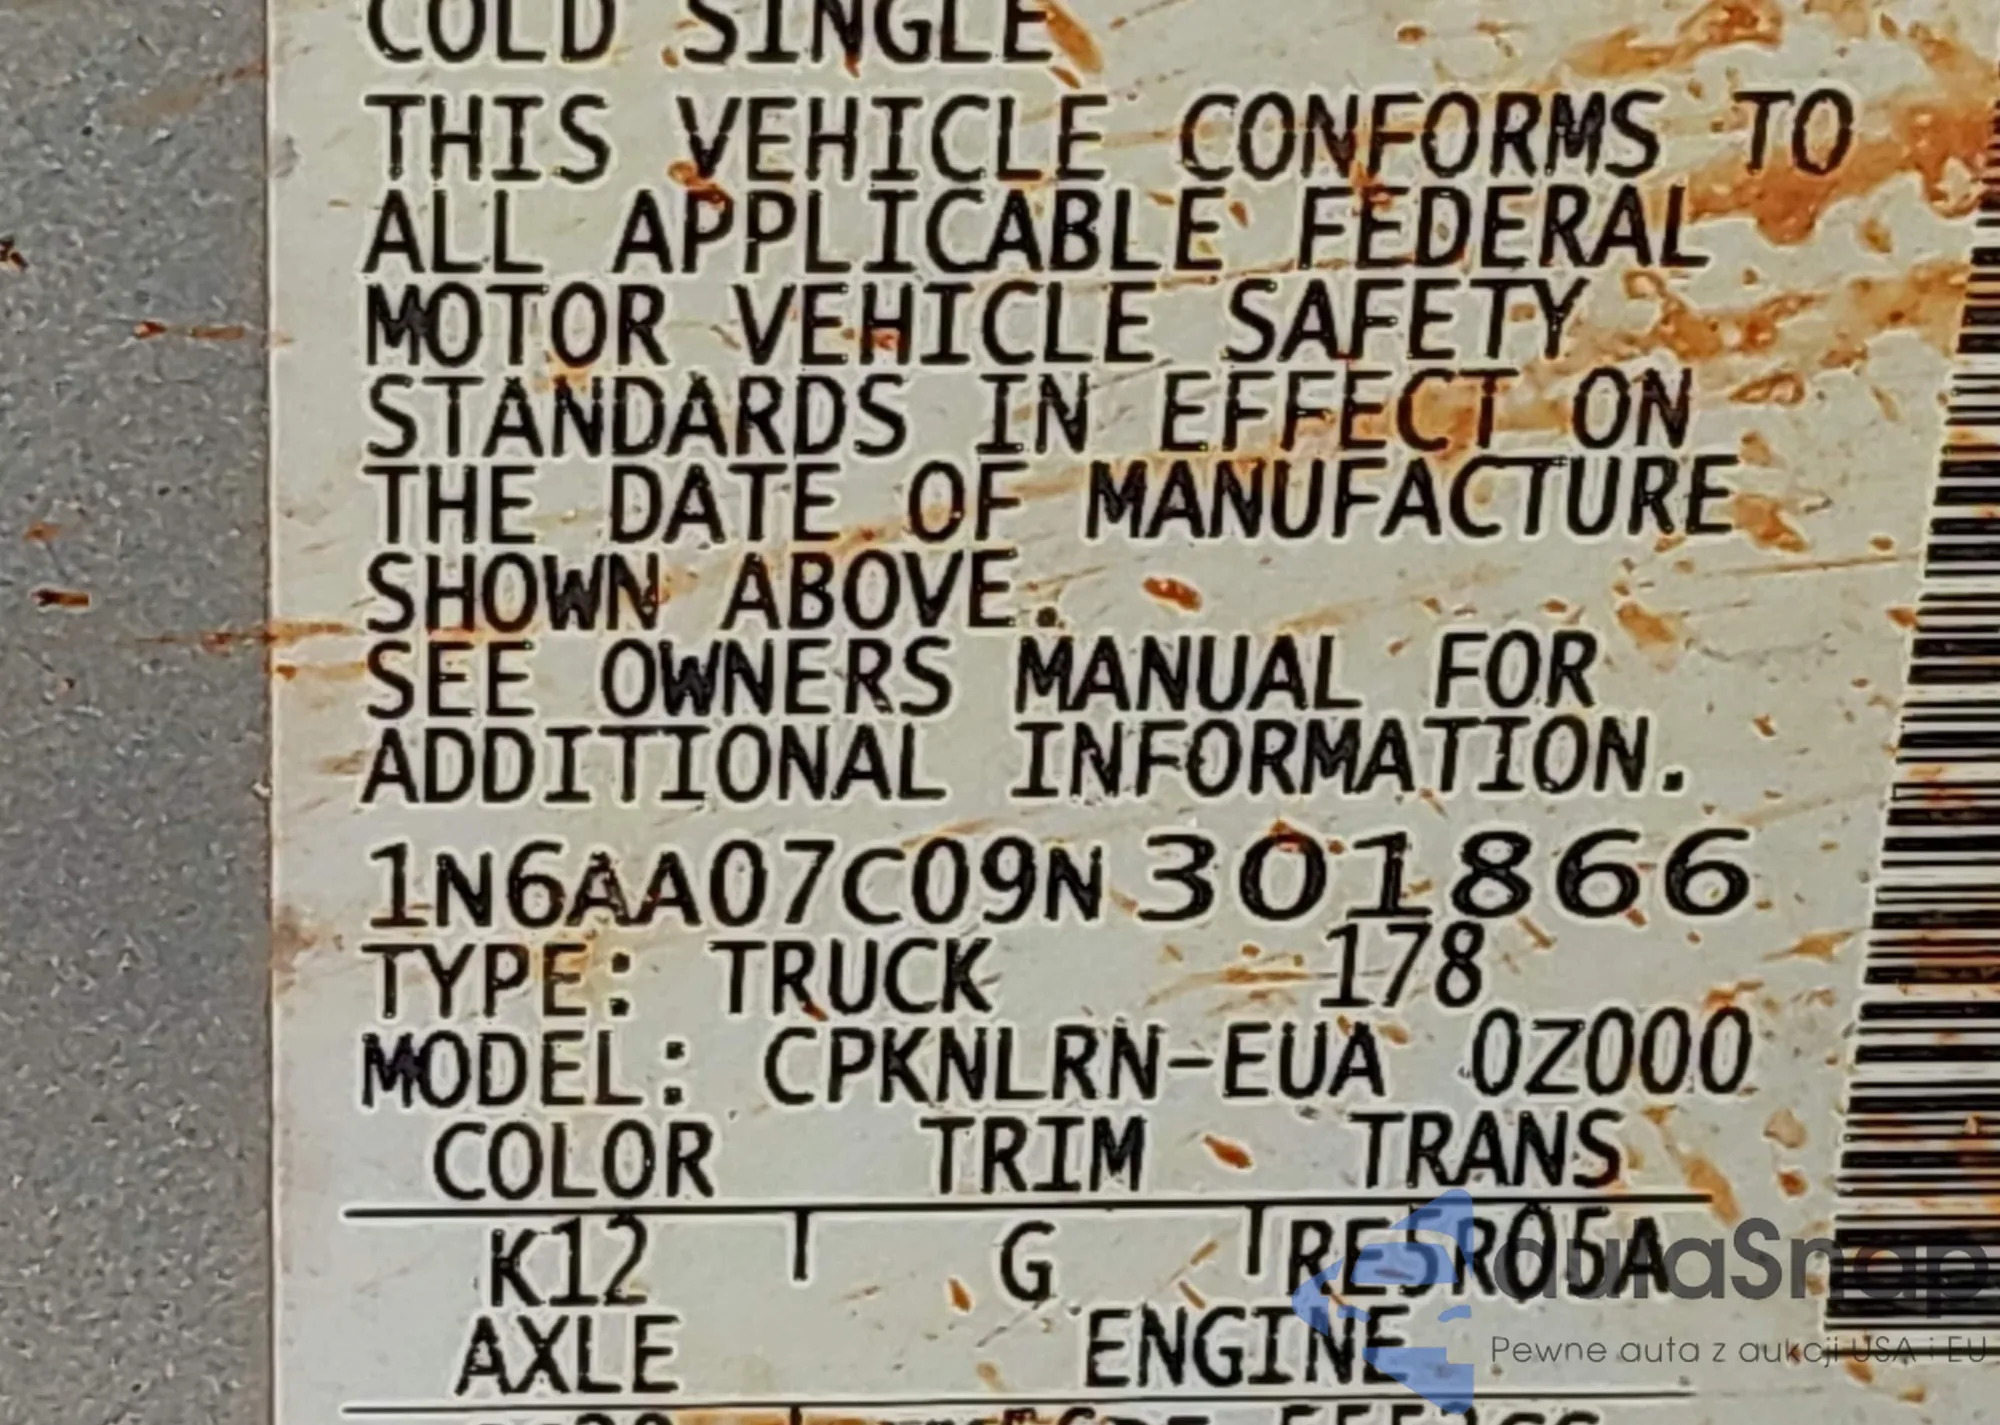 COLD SINGLE
THIS VEHICLE CONFORMS TO
ALL APPLICABLE FEDERAL
MOTOR VEHICLE SAFETY
STANDARDS IN EFFECT ON
THE DATE OF MANUFACTURE
SHOWN ABOVE.
SEE OWNERS MANUAL FOR
ADDITIONAL INFORMATION.
1N6AA07C09N301866
TYPE: TRUCK 178
MODEL: CPKNLRN-EUA 0Z000
COLOR TRIM TRANS
K12 G RE5R05A
AXLE ENGINE
autaSnap
Pewne auta z aukcji USA i EU